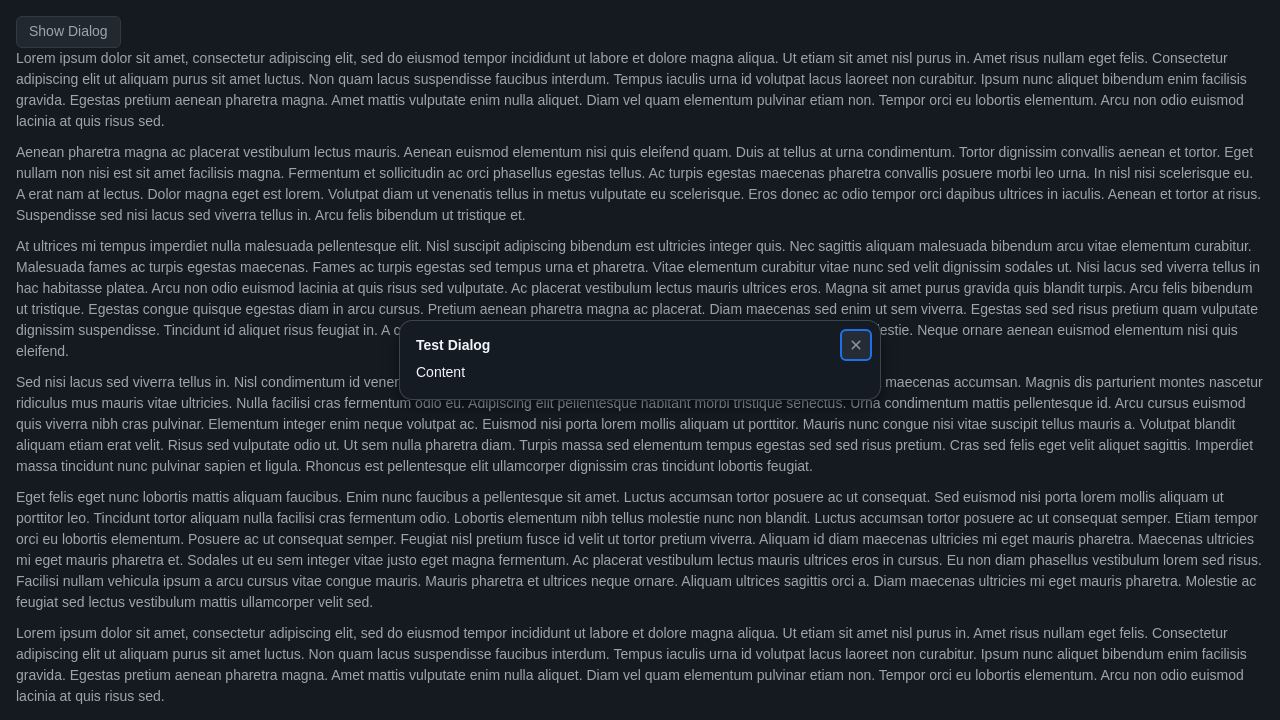 Show Dialog
Lorem ipsum dolor sit amet, consectetur adipiscing elit, sed do eiusmod tempor incididunt ut labore et dolore magna aliqua. Ut etiam sit amet nisl purus in. Amet risus nullam eget felis. Consectetur
adipiscing elit ut aliquam purus sit amet luctus. Non quam lacus suspendisse faucibus interdum. Tempus iaculis urna id volutpat lacus laoreet non curabitur. Ipsum nunc aliquet bibendum enim facilisis
gravida. Egestas pretium aenean pharetra magna. Amet mattis vulputate enim nulla aliquet. Diam vel quam elementum pulvinar etiam non. Tempor orci eu lobortis elementum. Arcu non odio euismod
lacinia at quis risus sed.
Aenean pharetra magna ac placerat vestibulum lectus mauris. Aenean euismod elementum nisi quis eleifend quam. Duis at tellus at urna condimentum. Tortor dignissim convallis aenean et tortor. Eget
nullam non nisi est sit amet facilisis magna. Fermentum et sollicitudin ac orci phasellus egestas tellus. Ac turpis egestas maecenas pharetra convallis posuere morbi leo urna. In nisl nisi scelerisque eu.
A erat nam at lectus. Dolor magna eget est lorem. Volutpat diam ut venenatis tellus in metus vulputate eu scelerisque. Eros donec ac odio tempor orci dapibus ultrices in iaculis. Aenean et tortor at risus.
Suspendisse sed nisi lacus sed viverra tellus in. Arcu felis bibendum ut tristique et.
At ultrices mi tempus imperdiet nulla malesuada pellentesque elit. Nisl suscipit adipiscing bibendum est ultricies integer quis. Nec sagittis aliquam malesuada bibendum arcu vitae elementum curabitur.
Malesuada fames ac turpis egestas maecenas. Fames ac turpis egestas sed tempus urna et pharetra. Vitae elementum curabitur vitae nunc sed velit dignissim sodales ut. Nisi lacus sed viverra tellus in
hac habitasse platea. Arcu non odio euismod lacinia at quis risus sed vulputate. Ac placerat vestibulum lectus mauris ultrices eros. Magna sit amet purus gravida quis blandit turpis. Arcu felis bibendum
ut tristique. Egestas congue quisque egestas diam in arcu cursus. Pretium aenean pharetra magna ac placerat. Diam maecenas sed enim ut sem viverra. Egestas sed sed risus pretium quam vulputate
dignissim suspendisse. Tincidunt id aliquet risus feugiat in. A Neque ornare aenean euismod elementum nisi quis
eleifend.
Test Dialog
Content
Sed nisi lacus sed viverra tellus in. Nisl condimentum id maecenas accumsan. Magnis dis parturient montes nascetur
ridiculus mus mauris vitae ultricies. Nulla facilisi cras fermentum odio eu. Adipiscing elit pellentesque habitant morbi tristique senectus. Urna condimentum mattis pellentesque id. Arcu cursus euismod
quis viverra nibh cras pulvinar. Elementum integer enim neque volutpat ac. Euismod nisi porta lorem mollis aliquam ut porttitor. Mauris nunc congue nisi vitae suscipit tellus mauris a. Volutpat blandit
aliquam etiam erat velit. Risus sed vulputate odio ut. Ut sem nulla pharetra diam. Turpis massa sed elementum tempus egestas sed sed risus pretium. Cras sed felis eget velit aliquet sagittis. Imperdiet
massa tincidunt nunc pulvinar sapien et ligula. Rhoncus est pellentesque elit ullamcorper dignissim cras tincidunt lobortis feugiat.
Eget felis eget nunc lobortis mattis aliquam faucibus. Enim nunc faucibus a pellentesque sit amet. Luctus accumsan tortor posuere ac ut consequat. Sed euismod nisi porta lorem mollis aliquam ut
porttitor leo. Tincidunt tortor aliquam nulla facilisi cras fermentum odio. Lobortis elementum nibh tellus molestie nunc non blandit. Luctus accumsan tortor posuere ac ut consequat semper. Etiam tempor
orci eu lobortis elementum. Posuere ac ut consequat semper. Feugiat nisl pretium fusce id velit ut tortor pretium viverra. Aliquam id diam maecenas ultricies mi eget mauris pharetra. Maecenas ultricies
mi eget mauris pharetra et. Sodales ut eu sem integer vitae justo eget magna fermentum. Ac placerat vestibulum lectus mauris ultrices eros in cursus. Eu non diam phasellus vestibulum lorem sed risus.
Facilisi nullam vehicula ipsum a arcu cursus vitae congue mauris. Mauris pharetra et ultrices neque ornare. Aliquam ultrices sagittis orci a. Diam maecenas ultricies mi eget mauris pharetra. Molestie ac
feugiat sed lectus vestibulum mattis ullamcorper velit sed.
Lorem ipsum dolor sit amet, consectetur adipiscing elit, sed do eiusmod tempor incididunt ut labore et dolore magna aliqua. Ut etiam sit amet nisl purus in. Amet risus nullam eget felis. Consectetur
adipiscing elit ut aliquam purus sit amet luctus. Non quam lacus suspendisse faucibus interdum. Tempus iaculis urna id volutpat lacus laoreet non curabitur. Ipsum nunc aliquet bibendum enim facilisis
gravida. Egestas pretium aenean pharetra magna. Amet mattis vulputate enim nulla aliquet. Diam vel quam elementum pulvinar etiam non. Tempor orci eu lobortis elementum. Arcu non odio euismod
lacinia at quis risus sed.